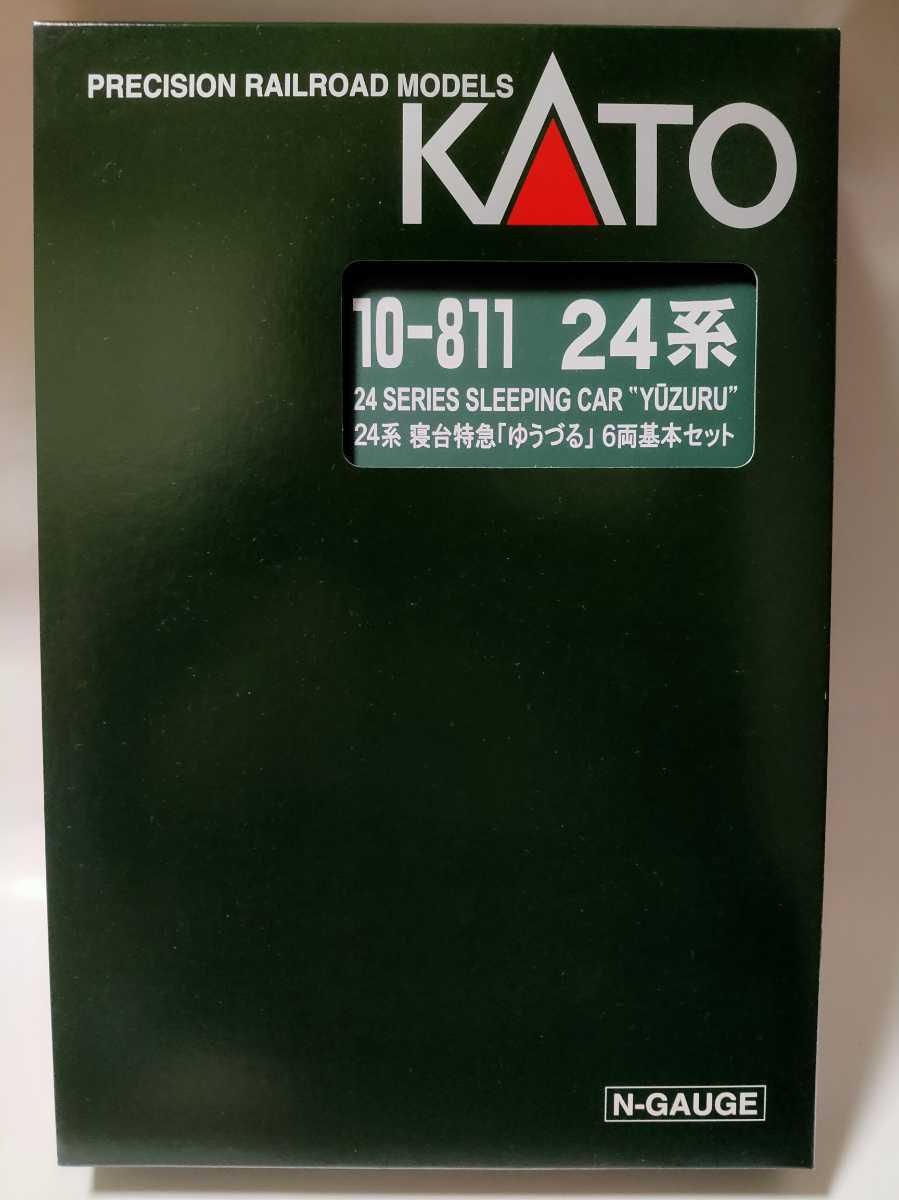 PRECISION RAILROAD MODELS
KATO
10-811 24系
24 SERIES SLEEPING CAR "YŪZURU"
24系 寝台特急「ゆうづる」 6両基本セット
N-GAUGE